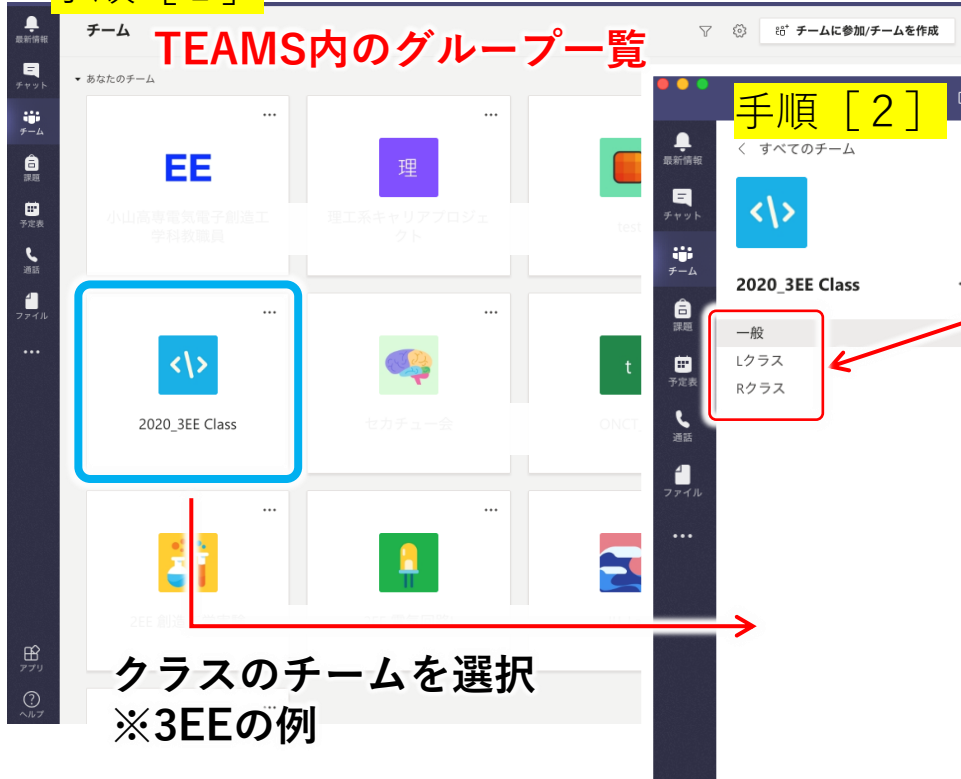 チーム
TEAMS内のグループ一覧
チームに参加/チームを作成
最新情報
チャット
チーム
課題
予定表
通話
ファイル
アプリ
ヘルプ
あなたのチーム
EE
理
小山高専電気電子創造工
学科教職員
理工系キャリアプロジェ
クト
test
2020_3EE Class
セカチュー会
t
ONCT
クラスのチームを選択
※3EEの例
手順［2］
最新情報
チャット
チーム
課題
予定表
通話
ファイル
すべてのチーム
2020_3EE Class
一般
Lクラス
Rクラス